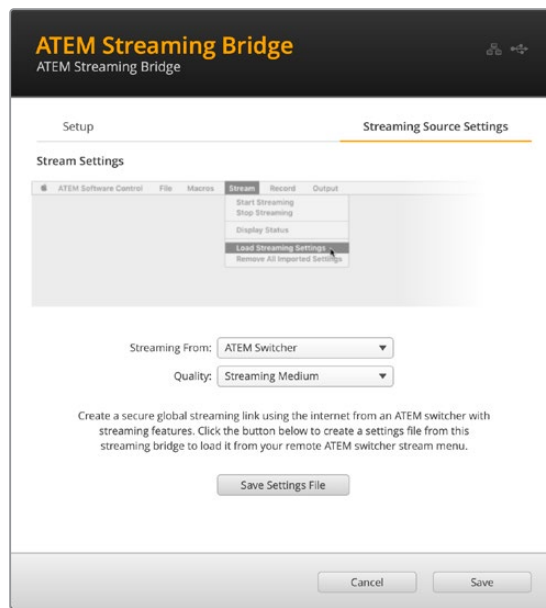 ATEM Streaming Bridge
ATEM Streaming Bridge
Setup
Streaming Source Settings
Stream Settings
ATEM Software Control File Macros Stream Record Output
Start Streaming
Stop Streaming
Display Status
Load Streaming Settings
Remove All Imported Settings
Streaming From: ATEM Switcher
Quality: Streaming Medium
Create a secure global streaming link using the internet from an ATEM switcher with
streaming features. Click the button below to create a settings file from this
streaming bridge to load it from your remote ATEM switcher stream menu.
Save Settings File
Cancel
Save